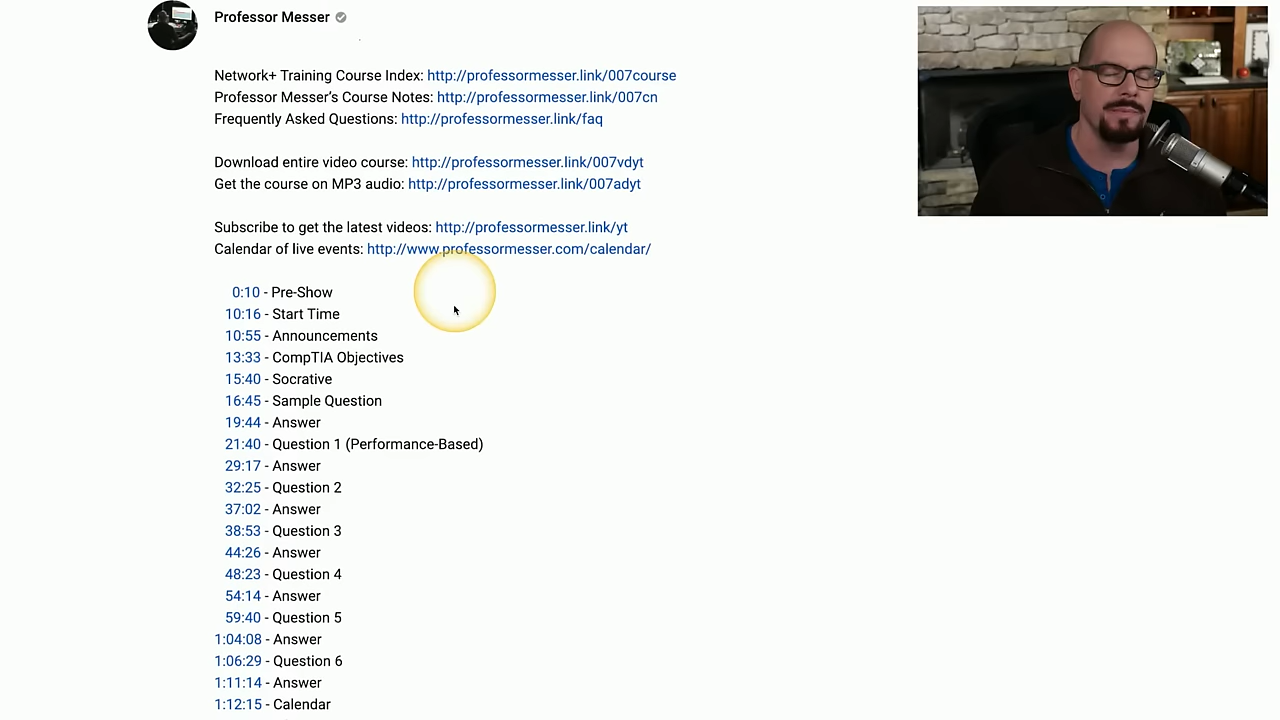 Professor Messer
Network+ Training Course Index: http://professormesser.link/007course
Professor Messer’s Course Notes: http://professormesser.link/007cn
Frequently Asked Questions: http://professormesser.link/faq
Download entire video course: http://professormesser.link/007vdyt
Get the course on MP3 audio: http://professormesser.link/007adyt
Subscribe to get the latest videos: http://professormesser.link/yt
Calendar of live events: http://www.professormesser.com/calendar/
0:10 - Pre-Show
10:16 - Start Time
10:55 - Announcements
13:33 - CompTIA Objectives
15:40 - Socrative
16:45 - Sample Question
19:44 - Answer
21:40 - Question 1 (Performance-Based)
29:17 - Answer
32:25 - Question 2
37:02 - Answer
38:53 - Question 3
44:26 - Answer
48:23 - Question 4
54:14 - Answer
59:40 - Question 5
1:04:08 - Answer
1:06:29 - Question 6
1:11:14 - Answer
1:12:15 - Calendar